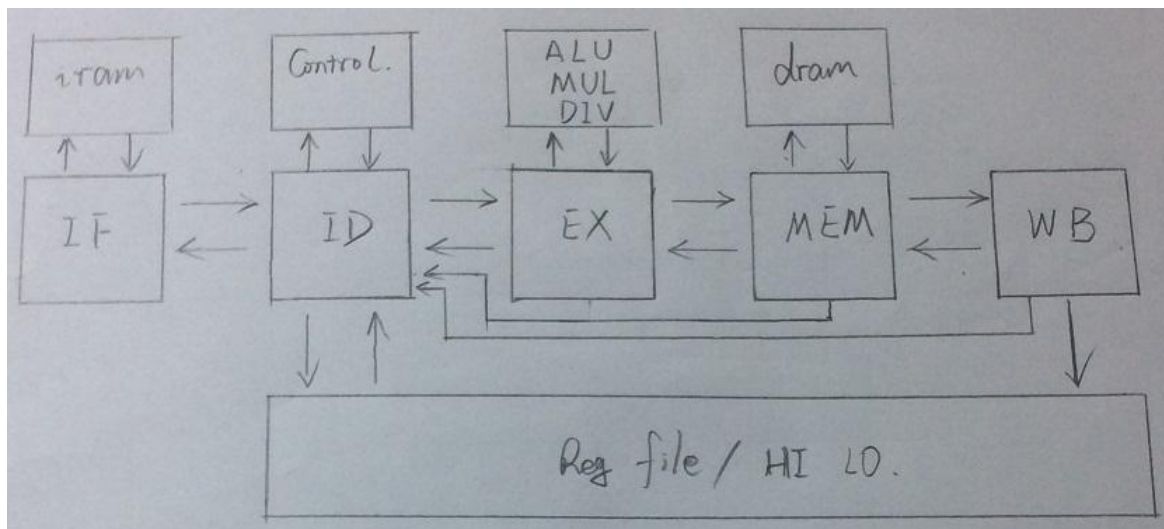 iram
Control.
ALU
MUL
DIV
dram
IF
ID
EX
MEM
WB
Reg file / HI LO.